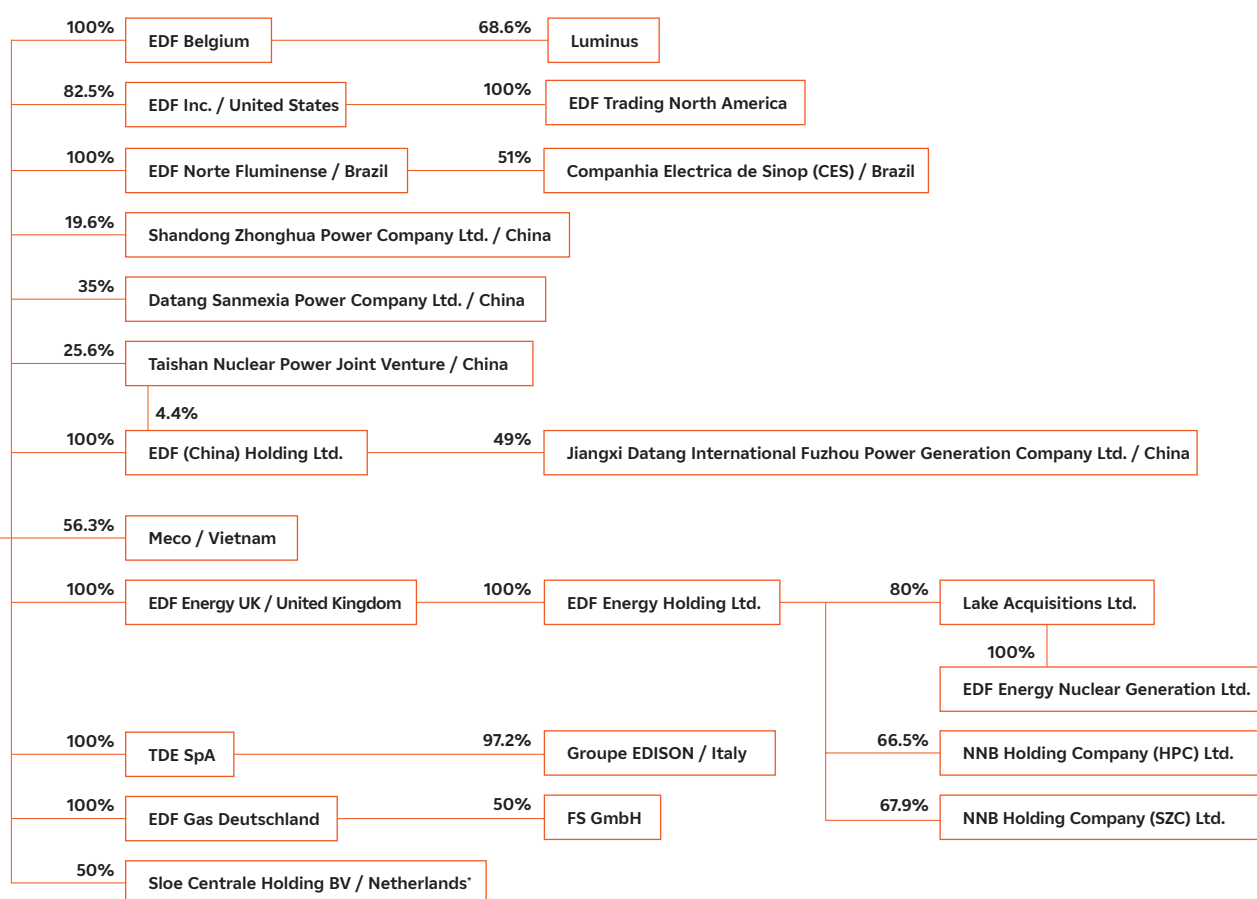 100%
EDF Belgium
68.6%
Luminus
82.5%
EDF Inc. / United States
100%
EDF Trading North America
100%
EDF Norte Fluminense / Brazil
51%
Companhia Electrica de Sinop (CES) / Brazil
19.6%
Shandong Zhonghua Power Company Ltd. / China
35%
Datang Sanmexia Power Company Ltd. / China
25.6%
Taishan Nuclear Power Joint Venture / China
4.4%
100%
EDF (China) Holding Ltd.
49%
Jiangxi Datang International Fuzhou Power Generation Company Ltd. / China
56.3%
Meco / Vietnam
100%
EDF Energy UK / United Kingdom
100%
EDF Energy Holding Ltd.
80%
Lake Acquisitions Ltd.
100%
EDF Energy Nuclear Generation Ltd.
66.5%
NNB Holding Company (HPC) Ltd.
67.9%
NNB Holding Company (SZC) Ltd.
100%
TDE SpA
97.2%
Groupe EDISON / Italy
100%
EDF Gas Deutschland
50%
FS GmbH
50%
Sloe Centrale Holding BV / Netherlands*